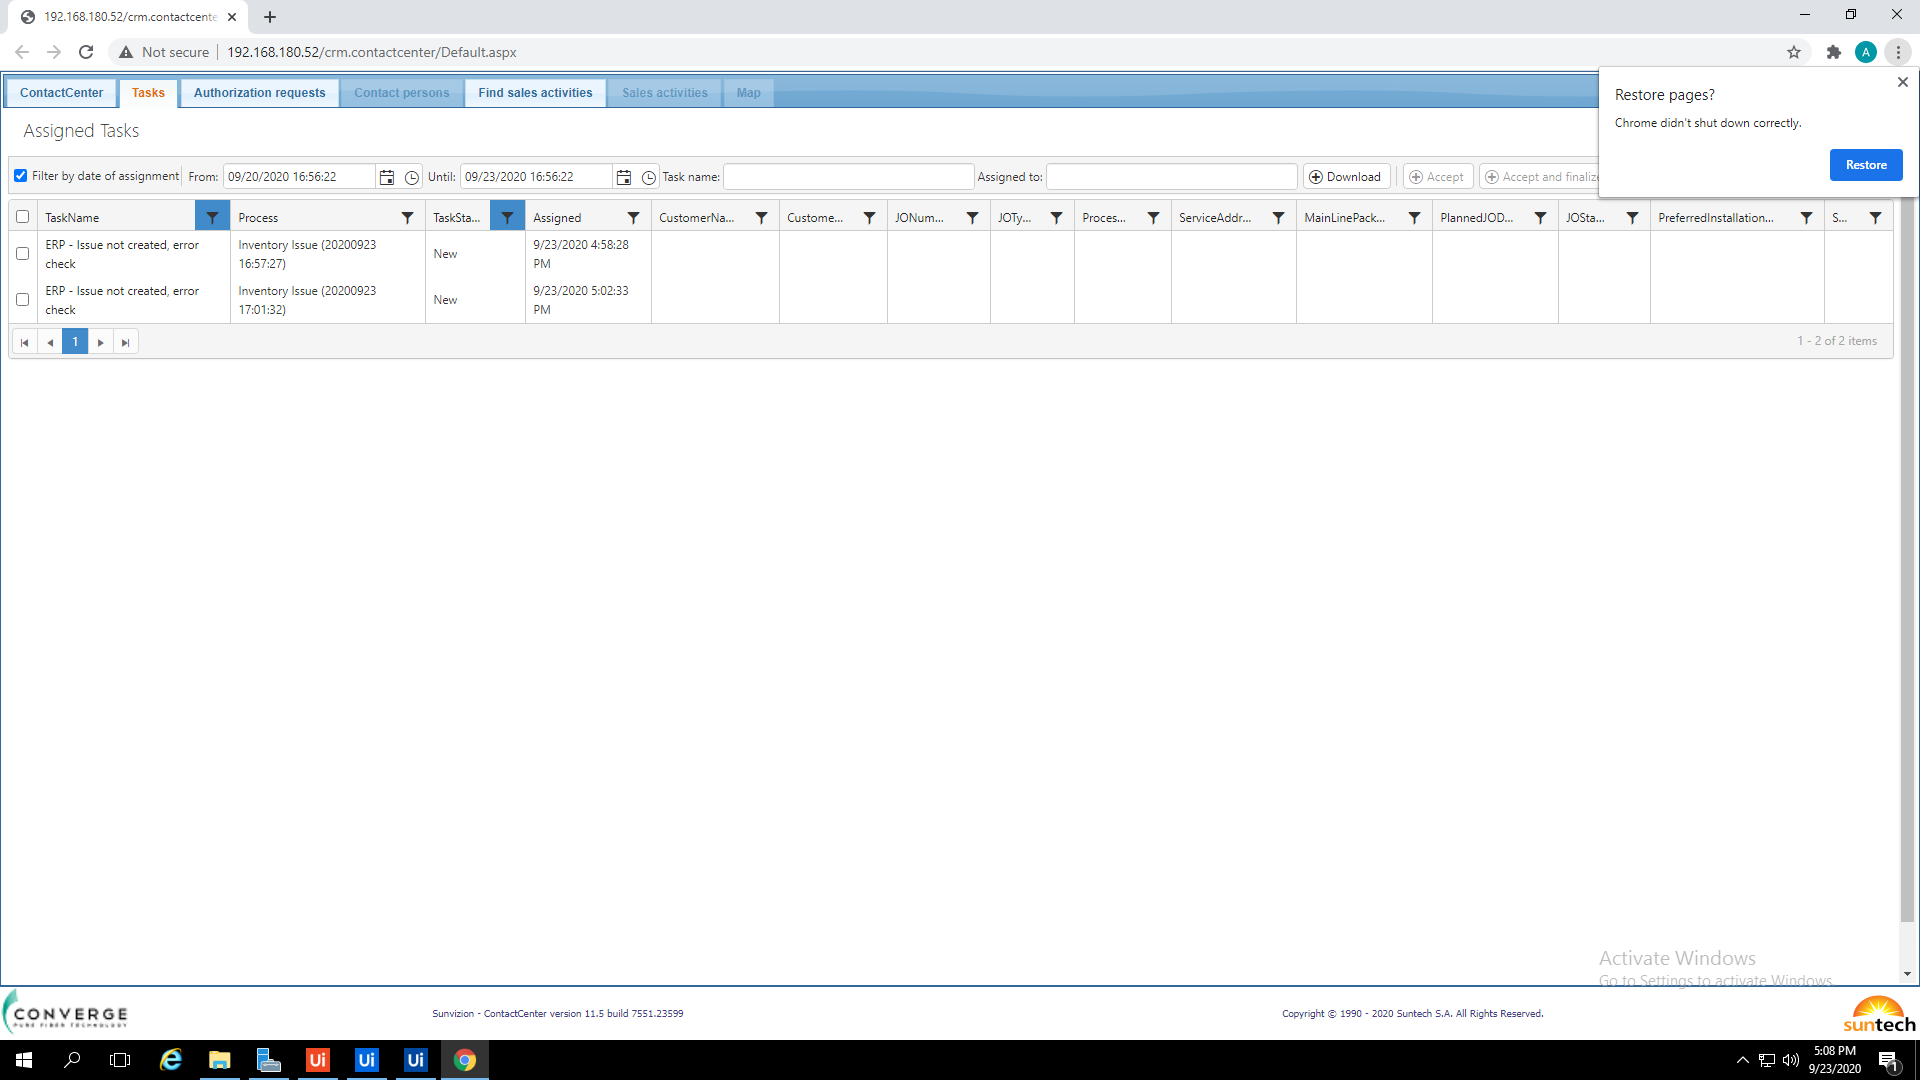 192.168.180.52/crm.contactcente
Not secure
192.168.180.52/crm.contactcenter/Default.aspx
A
ContactCenter
Tasks
Authorization requests
Contact persons
Find sales activities
Sales activities
Map
Restore pages?
Chrome didn't shut down correctly.
Restore
Assigned Tasks
Filter by date of assignment
From:
09/20/2020 16:56:22
Until:
09/23/2020 16:56:22
Task name:
Assigned to:
Download
Accept
Accept and finalize
TaskName
Process
TaskSta...
Assigned
CustomerNa...
Custome...
JONum...
JOTy...
Proces...
ServiceAddr...
MainLinePack...
PlannedJOD...
JOSta...
PreferredInstallation...
S...
ERP - Issue not created, error
check
Inventory Issue (20200923
16:57:27)
New
9/23/2020 4:58:28
PM
ERP - Issue not created, error
check
Inventory Issue (20200923
17:01:32)
New
9/23/2020 5:02:33
PM
1
1 - 2 of 2 items
Activate Windows
Go to Settings to activate Windows.
CONVERGE
PURE FIBER TECHNOLOGY
Sunvizion - ContactCenter version 11.5 build 7551.23599
Copyright © 1990 - 2020 Suntech S.A. All Rights Reserved.
suntech
Ui
Ui
Ui
5:08 PM
9/23/2020
1